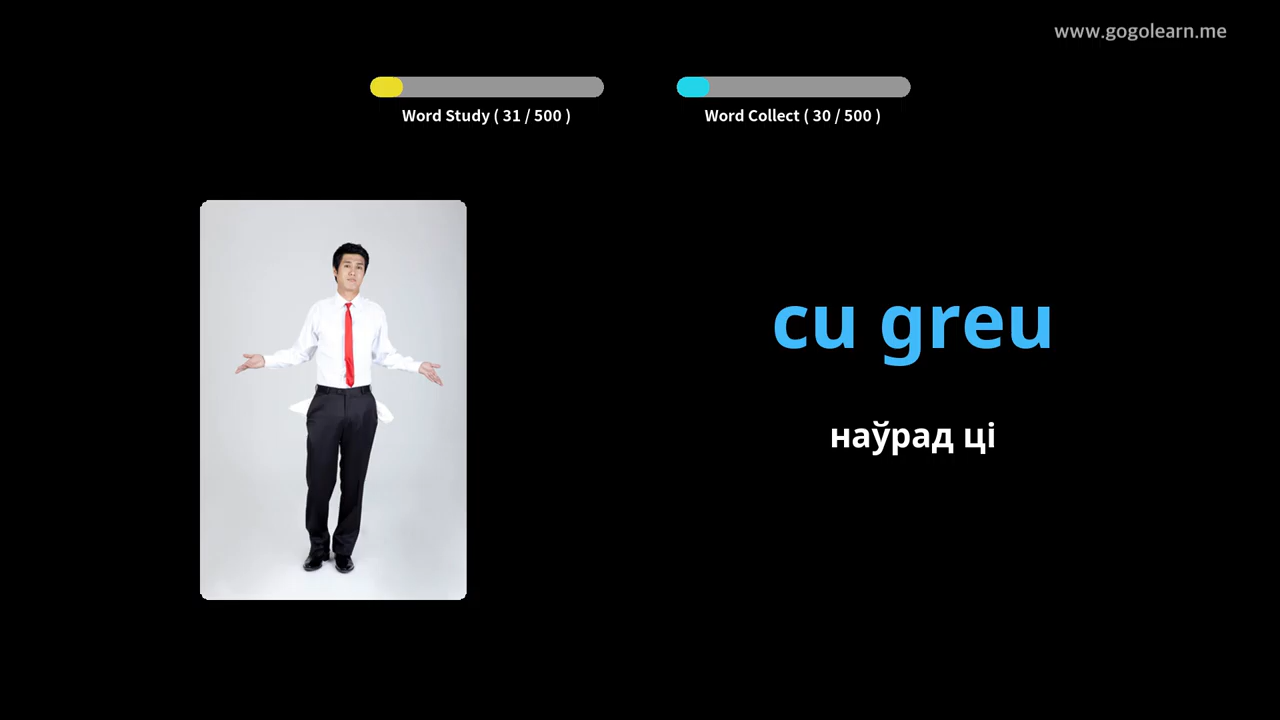 www.gogolearn.me
Word Study ( 31 / 500 )
Word Collect ( 30 / 500 )
cu greu
наўрад ці